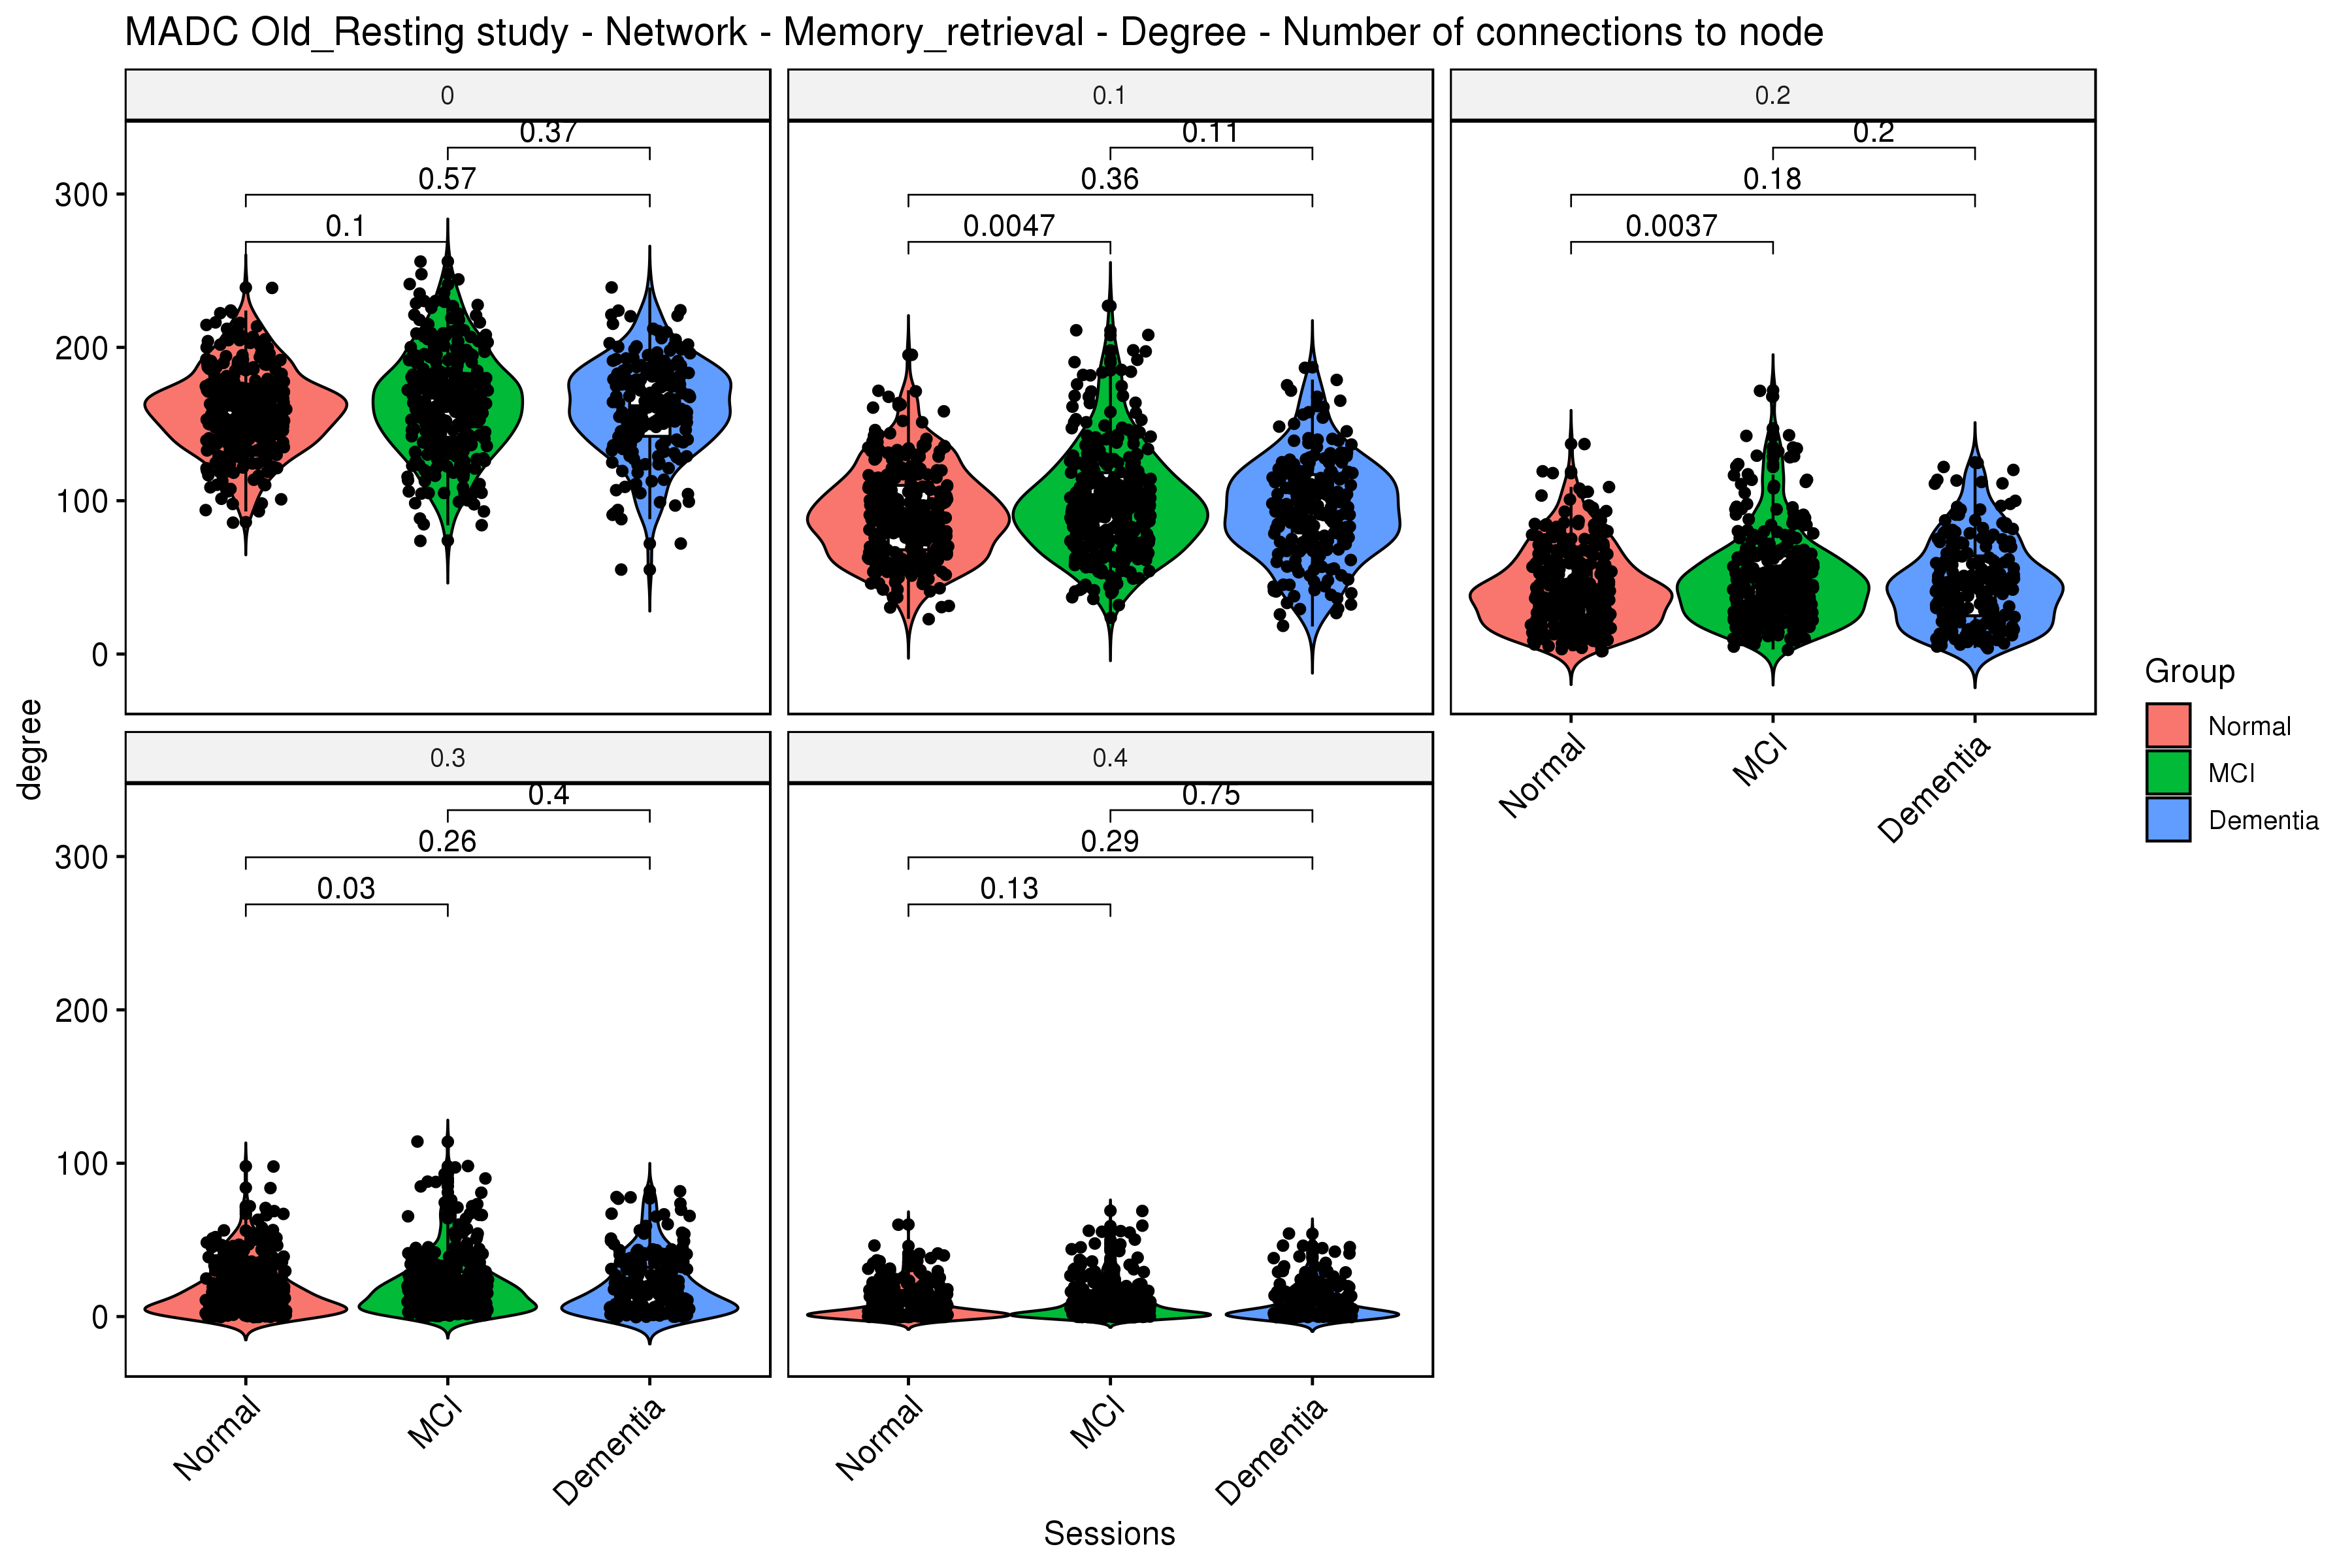 MADC Old_Resting study - Network - Memory_retrieval - Degree - Number of connections to node
0
0.1
0.2
0.37
0.57
0.1
0.11
0.36
0.0047
0.2
0.18
0.0037
300
200
100
0
Normal
MCI
Dementia
degree
0.3
0.4
0.4
0.26
0.03
0.75
0.29
0.13
300
200
100
0
Normal
MCI
Dementia
Normal
MCI
Dementia
Sessions
Group
Normal
MCI
Dementia